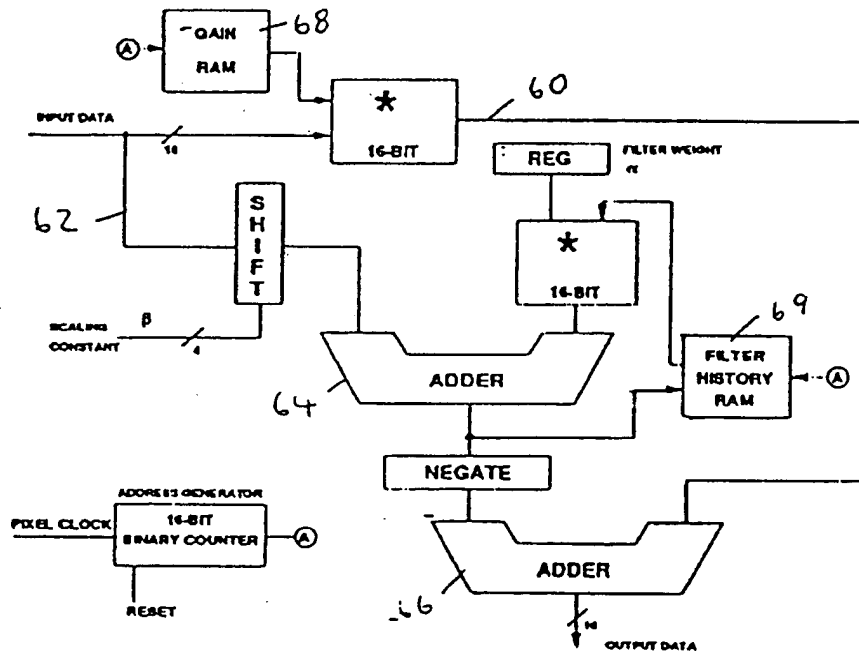 GAIN
RAM
68
A
INPUT DATA
16
*
16-BIT
60
REG
FILTER WEIGHT
α
62
SHIFT
*
16-BIT
SCALING
CONSTANT
β
4
ADDER
64
69
FILTER
HISTORY
RAM
A
NEGATE
ADDRESS GENERATOR
PIXEL CLOCK
16-BIT
BINARY COUNTER
A
RESET
ADDER
66
OUTPUT DATA